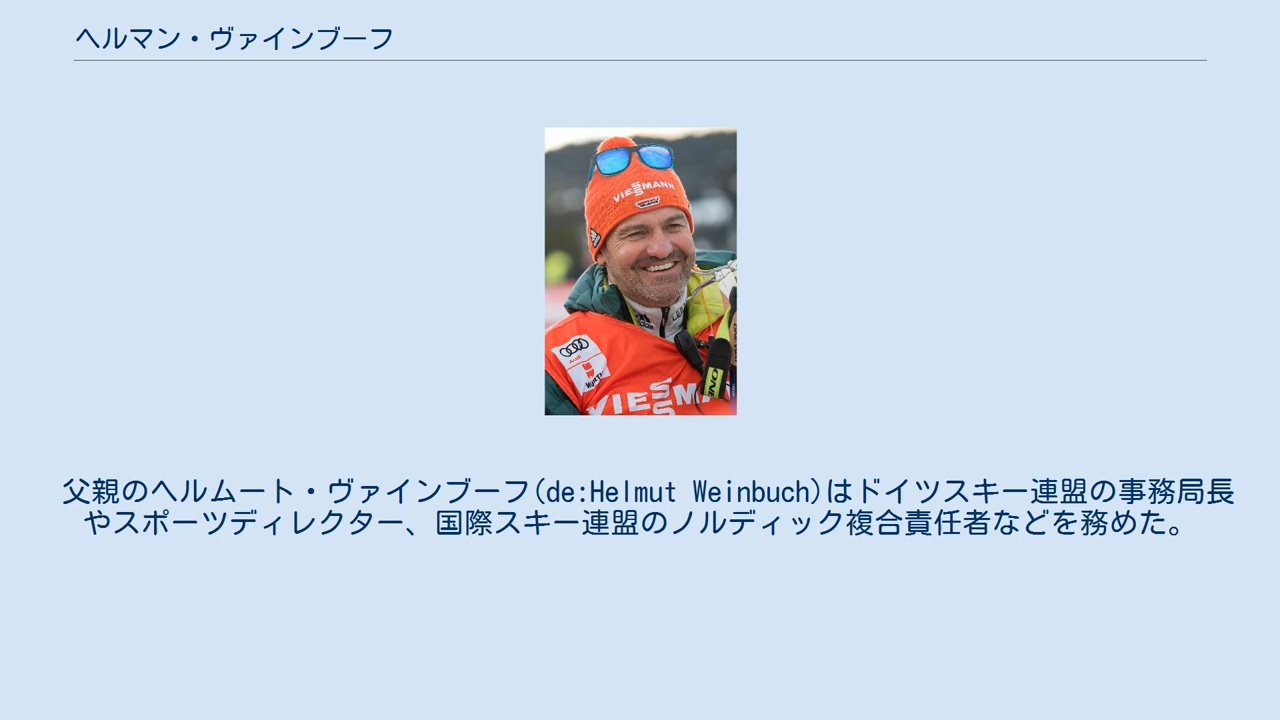 ヘルマン・ヴァインブーフ
VIESSMANN
Audi
VIESSM
父親のヘルムート・ヴァインブーフ(de:Helmut Weinbuch)はドイツスキー連盟の事務局長
やスポーツディレクター、国際スキー連盟のノルディック複合責任者などを務めた。